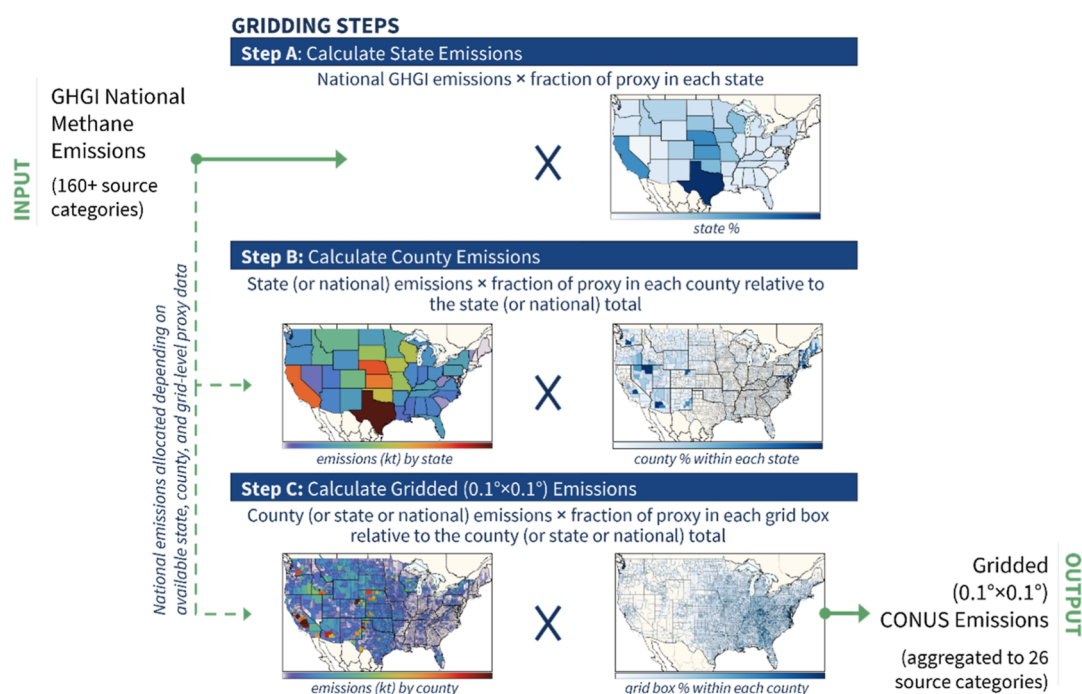 GRIDDING STEPS
Step A: Calculate State Emissions
National GHGI emissions × fraction of proxy in each state
INPUT
GHGI National
Methane
Emissions
(160+ source
categories)
X
state %
Step B: Calculate County Emissions
State (or national) emissions × fraction of proxy in each county relative to
the state (or national) total
National emissions allocated depending on
available state, county, and grid-level proxy data
X
emissions (kt) by state
county % within each state
Step C: Calculate Gridded (0.1°×0.1°) Emissions
County (or state or national) emissions × fraction of proxy in each grid box
relative to the county (or state or national) total
X
emissions (kt) by county
grid box % within each county
Gridded
(0.1°×0.1°)
CONUS Emissions
(aggregated to 26
source categories)
OUTPUT